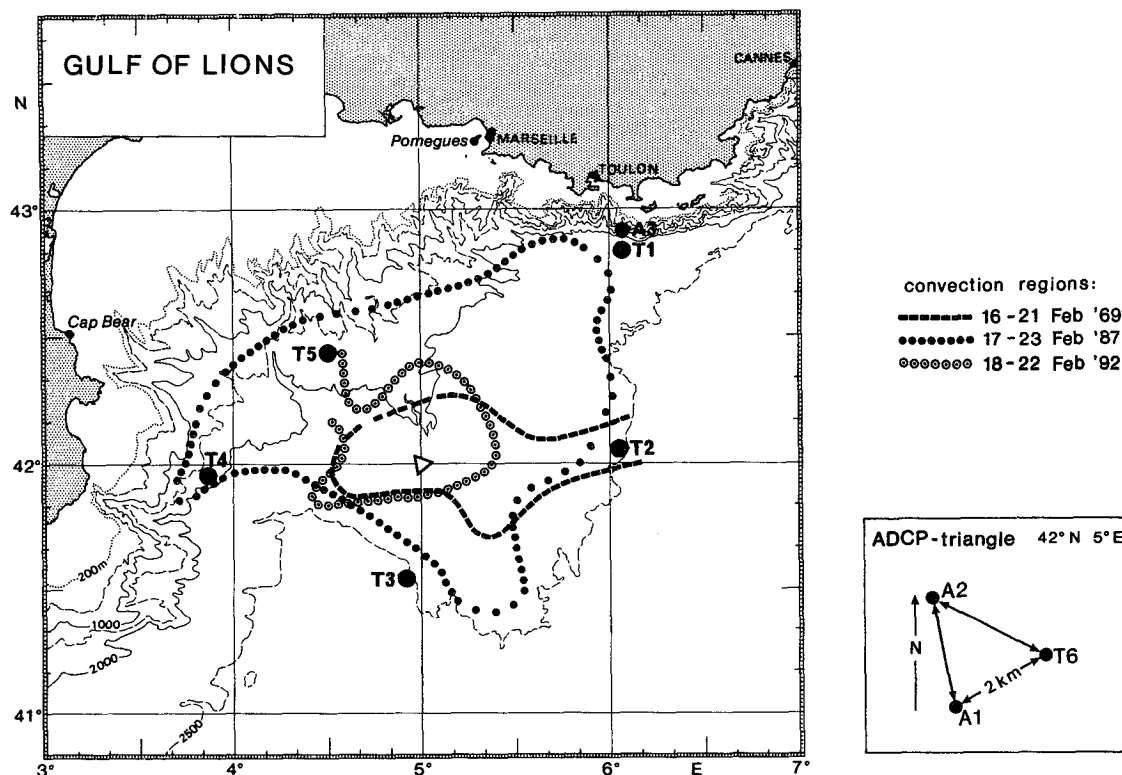 GULF OF LIONS
N
CANNES
Pomegues
MARSEILLE
TOULON
43°
A3
T1
Cap Bear
T5
42°
T4
T2
T3
200m
1000
2000
2500
41°
3°
4°
5°
6°
E
7°
convection regions:
16 - 21 Feb '69
17 - 23 Feb '87
18 - 22 Feb '92
ADCP-triangle 42° N 5° E
A2
N
T6
2 km
A1